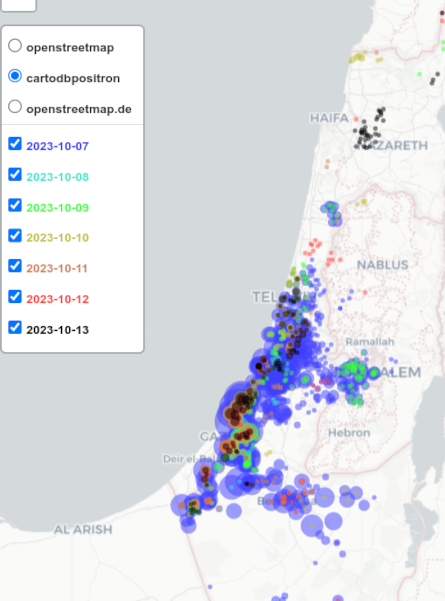 openstreetmap
cartodbpositron
openstreetmap.de
2023-10-07
2023-10-08
2023-10-09
2023-10-10
2023-10-11
2023-10-12
2023-10-13
HAIFA
NAZARETH
NABLUS
TEL
Ramallah
ALEM
Hebron
GA
Deir el-Bal
AL ARISH